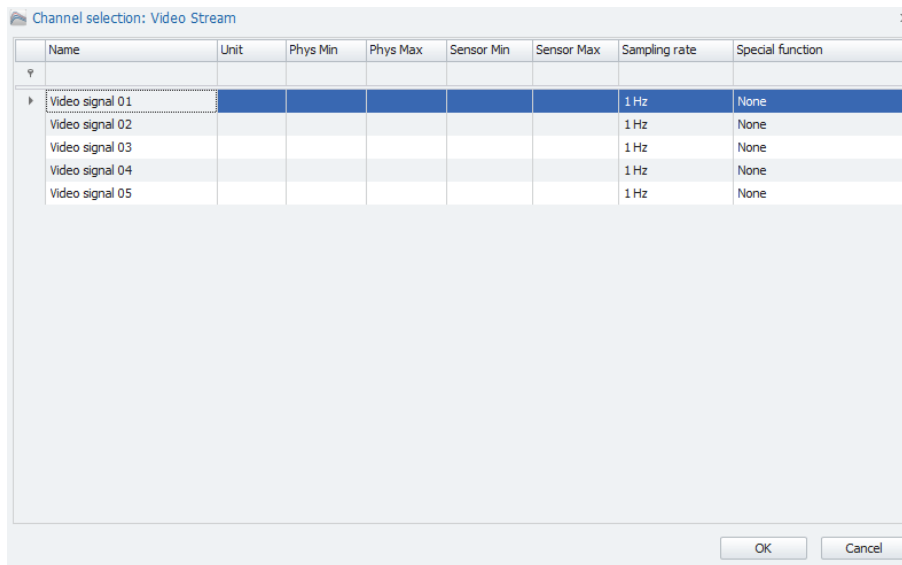 Channel selection: Video Stream
Name Unit Phys Min Phys Max Sensor Min Sensor Max Sampling rate Special function
Video signal 01 1 Hz None
Video signal 02 1 Hz None
Video signal 03 1 Hz None
Video signal 04 1 Hz None
Video signal 05 1 Hz None
OK Cancel